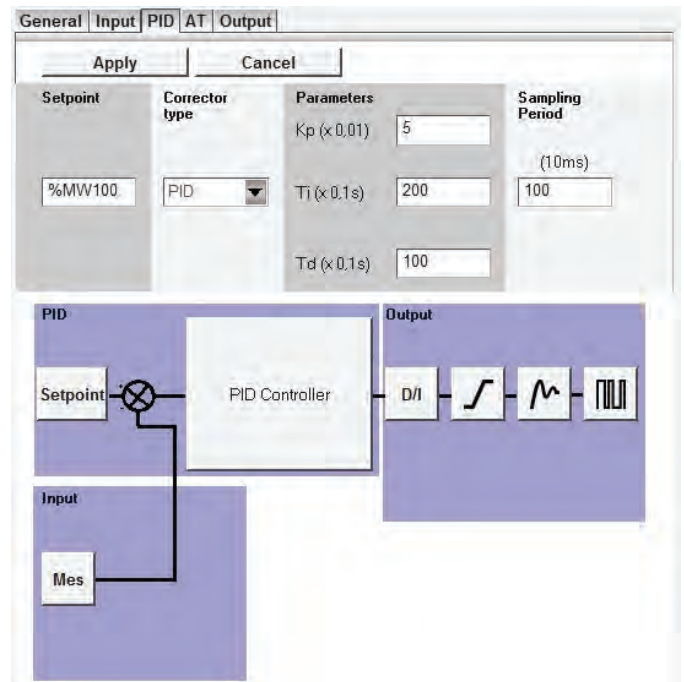 General Input PID AT Output
Apply Cancel
Setpoint
Corrector
type
Parameters
Sampling
Period
Kp (x 0,01) 5
(10ms)
%MW100 PID Ti (x 0,1s) 200 100
Td (x 0,1s) 100
PID
Output
Setpoint PID Controller D/I
Input
Mes